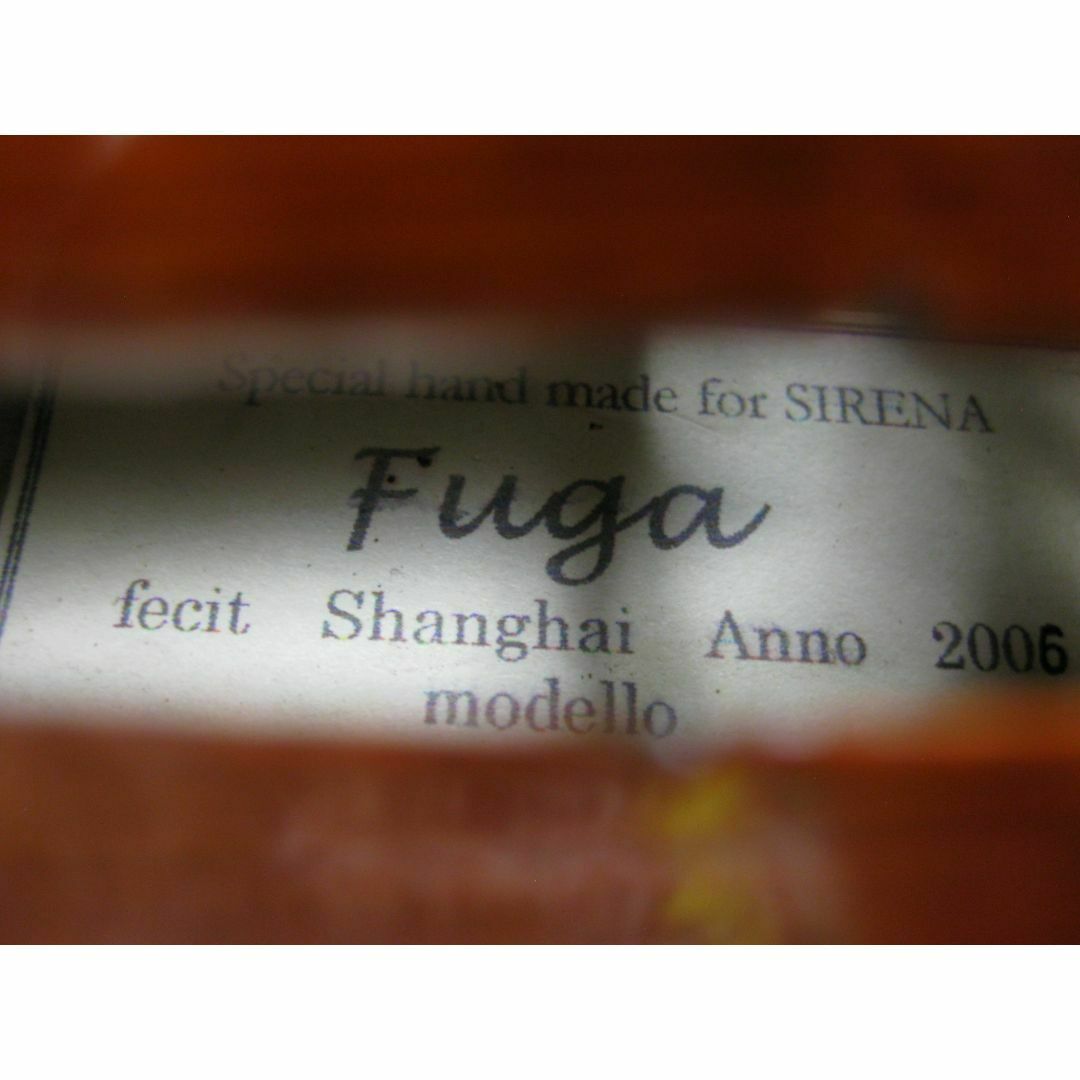 Special hand made for SIRENA
Fuga
fecit Shanghai Anno 2006
modello